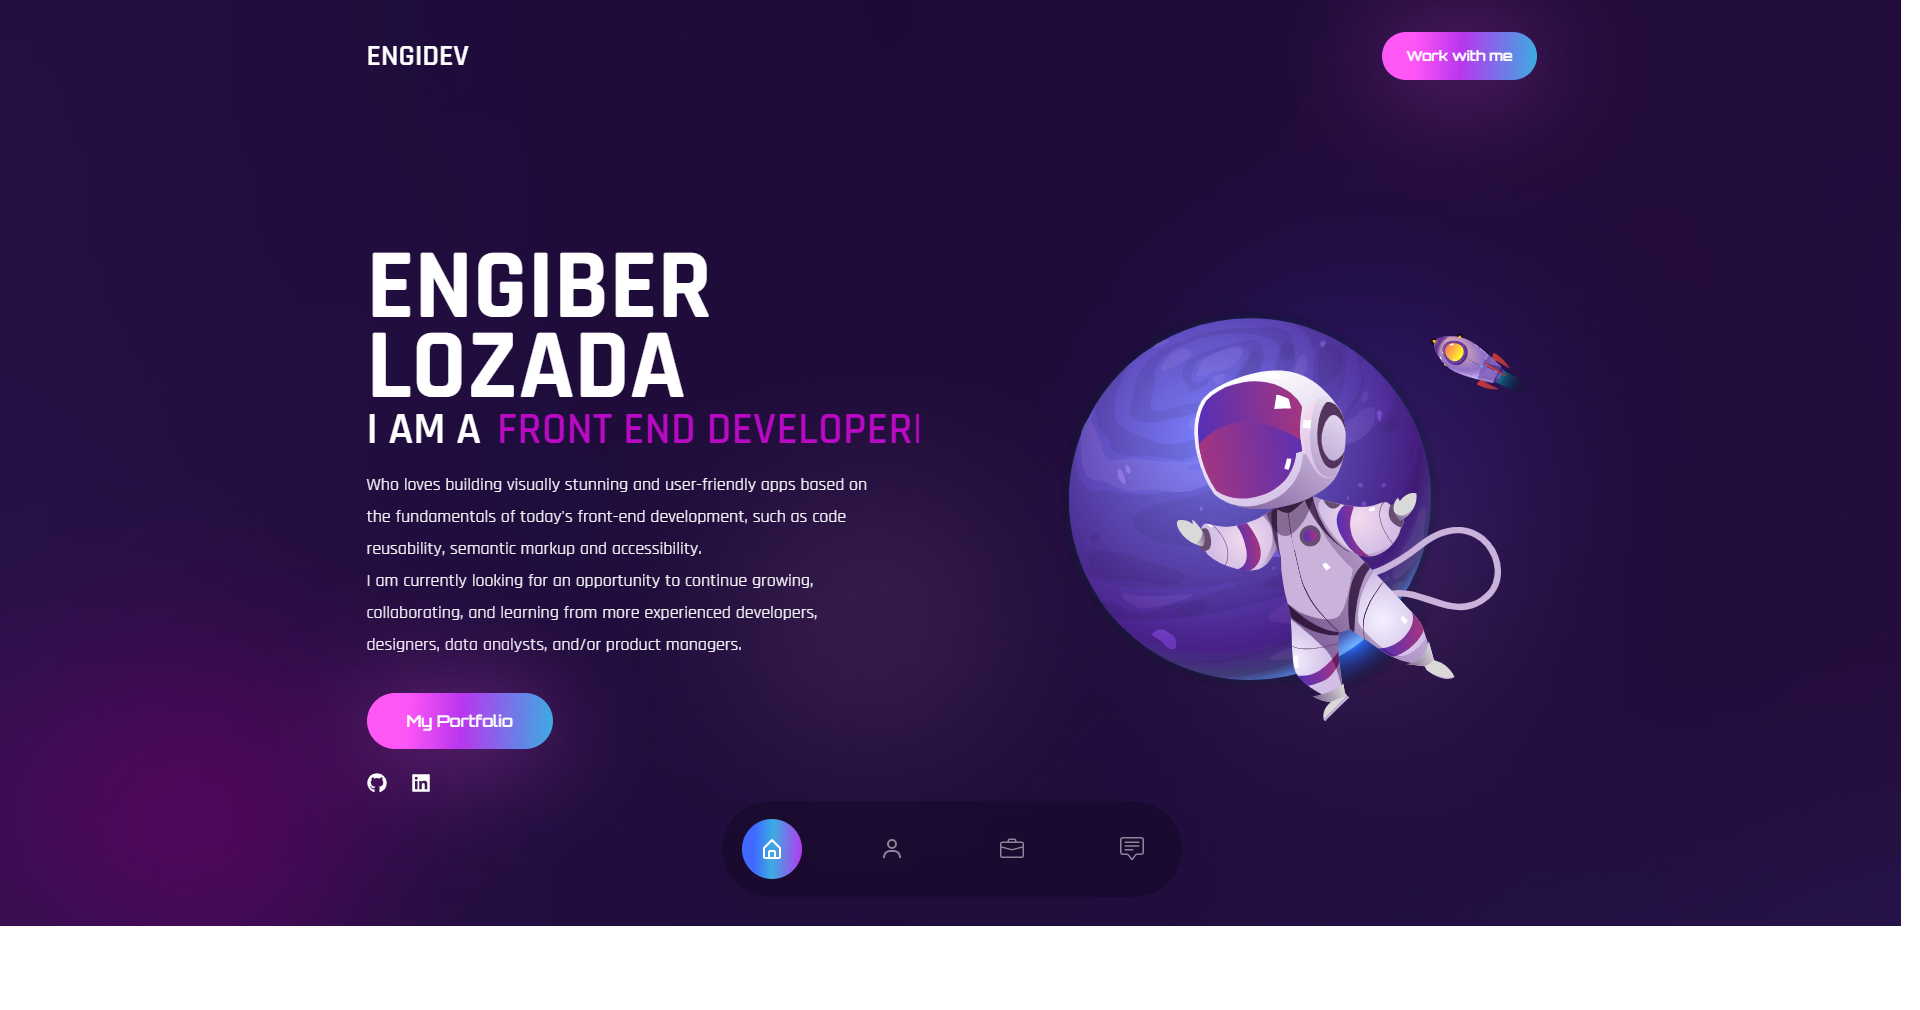 ENGIDEV
Work with me
ENGIBER
LOZADA
I AM A FRONT END DEVELOPER
Who loves building visually stunning and user-friendly apps based on
the fundamentals of today's front-end development, such as code
reusability, semantic markup and accessibility.
I am currently looking for an opportunity to continue growing,
collaborating, and learning from more experienced developers,
designers, data analysts, and/or product managers.
My Portfolio